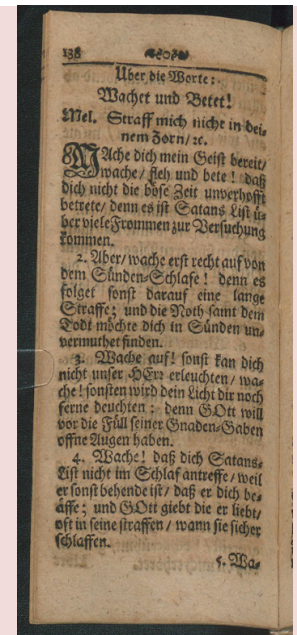 138
Uber die Worte:
Wachet und Betet!
Mel. Straff mich nicht in dei-
nem Zorn/ ꝛc.
MAche dich mein Geist bereit/
wache/ fleh und bete! daß
dich nicht die böse Zeit unverhofft
betrete/ denn es ist Satans List ü-
ber viele Frommen zur Versuchung
kommen.
2. Aber/ wache erst recht auf von
dem Sünden-Schlafe! denn es
folget sonst darauf eine lange
Straffe; und die Noth samt dem
Todt möchte dich in Sünden un-
vermuthet finden.
3. Wache auf! sonst kan dich
nicht unser HErr erleuchten/ wa-
che! sonsten wird dein Licht dir noch
ferne deuchten: denn GOtt will
vor die Füll seiner Gnaden-Gaben
offne Augen haben.
4. Wache! daß dich Satans-
List nicht im Schlaf antreffe/ weil
er sonst behende ist/ daß er dich be-
äffe; und GOtt giebt die er liebt/
oft in seine straffen/ wann sie sicher
schlaffen.
5. Wa-